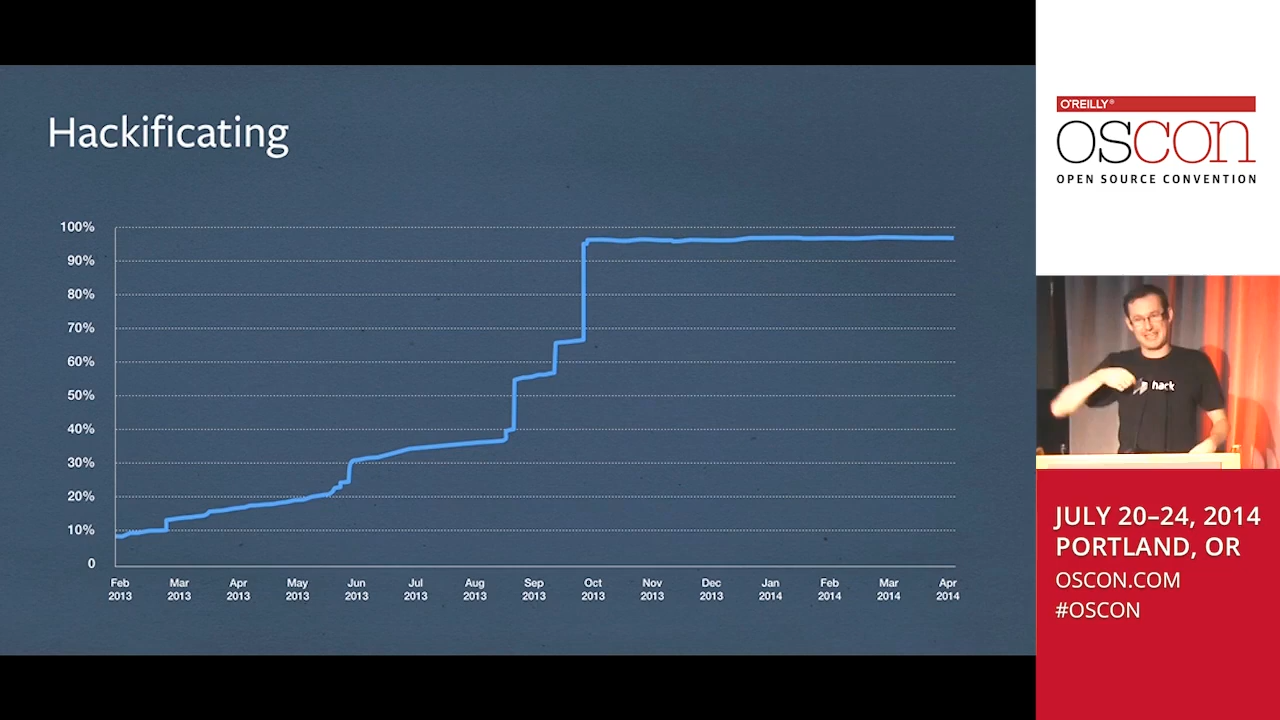 Hackificating
100%
90%
80%
70%
60%
50%
40%
30%
20%
10%
0
Feb Mar Apr May Jun Jul Aug Sep Oct Nov Dec Jan Feb Mar Apr
2013 2013 2013 2013 2013 2013 2013 2013 2013 2013 2013 2014 2014 2014 2014
O'REILLY®
OSCON
OPEN SOURCE CONVENTION
hack
JULY 20–24, 2014
PORTLAND, OR
OSCON.COM
#OSCON